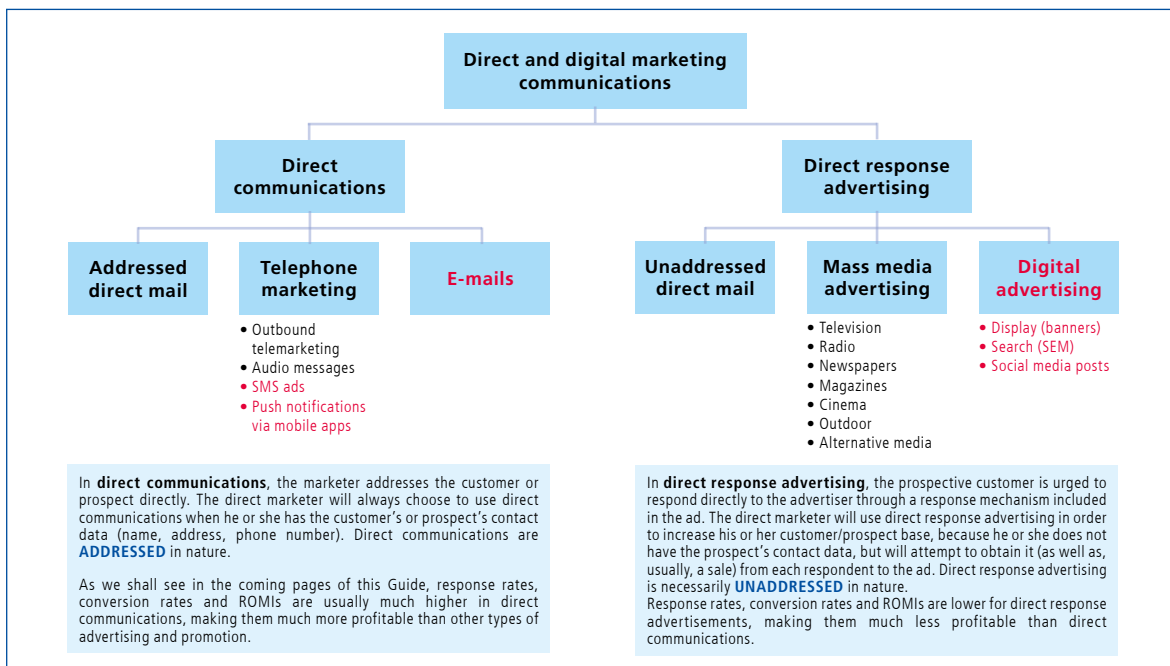 Direct and digital marketing
communications
Direct
communications
Direct response
advertising
Addressed
direct mail
Telephone
marketing
E-mails
Unaddressed
direct mail
Mass media
advertising
Digital
advertising
• Outbound
telemarketing
• Audio messages
• SMS ads
• Push notifications
via mobile apps
• Television
• Radio
• Newspapers
• Magazines
• Cinema
• Outdoor
• Alternative media
• Display (banners)
• Search (SEM)
• Social media posts
In direct communications, the marketer addresses the customer or
prospect directly. The direct marketer will always choose to use direct
communications when he or she has the customer's or prospect's contact
data (name, address, phone number). Direct communications are
ADDRESSED in nature.
As we shall see in the coming pages of this Guide, response rates,
conversion rates and ROMIs are usually much higher in direct
communications, making them much more profitable than other types of
advertising and promotion.
In direct response advertising, the prospective customer is urged to
respond directly to the advertiser through a response mechanism included
in the ad. The direct marketer will use direct response advertising in order
to increase his or her customer/prospect base, because he or she does not
have the prospect's contact data, but will attempt to obtain it (as well as,
usually, a sale) from each respondent to the ad. Direct response advertising
is necessarily UNADDRESSED in nature.
Response rates, conversion rates and ROMIs are lower for direct response
advertisements, making them much less profitable than direct
communications.